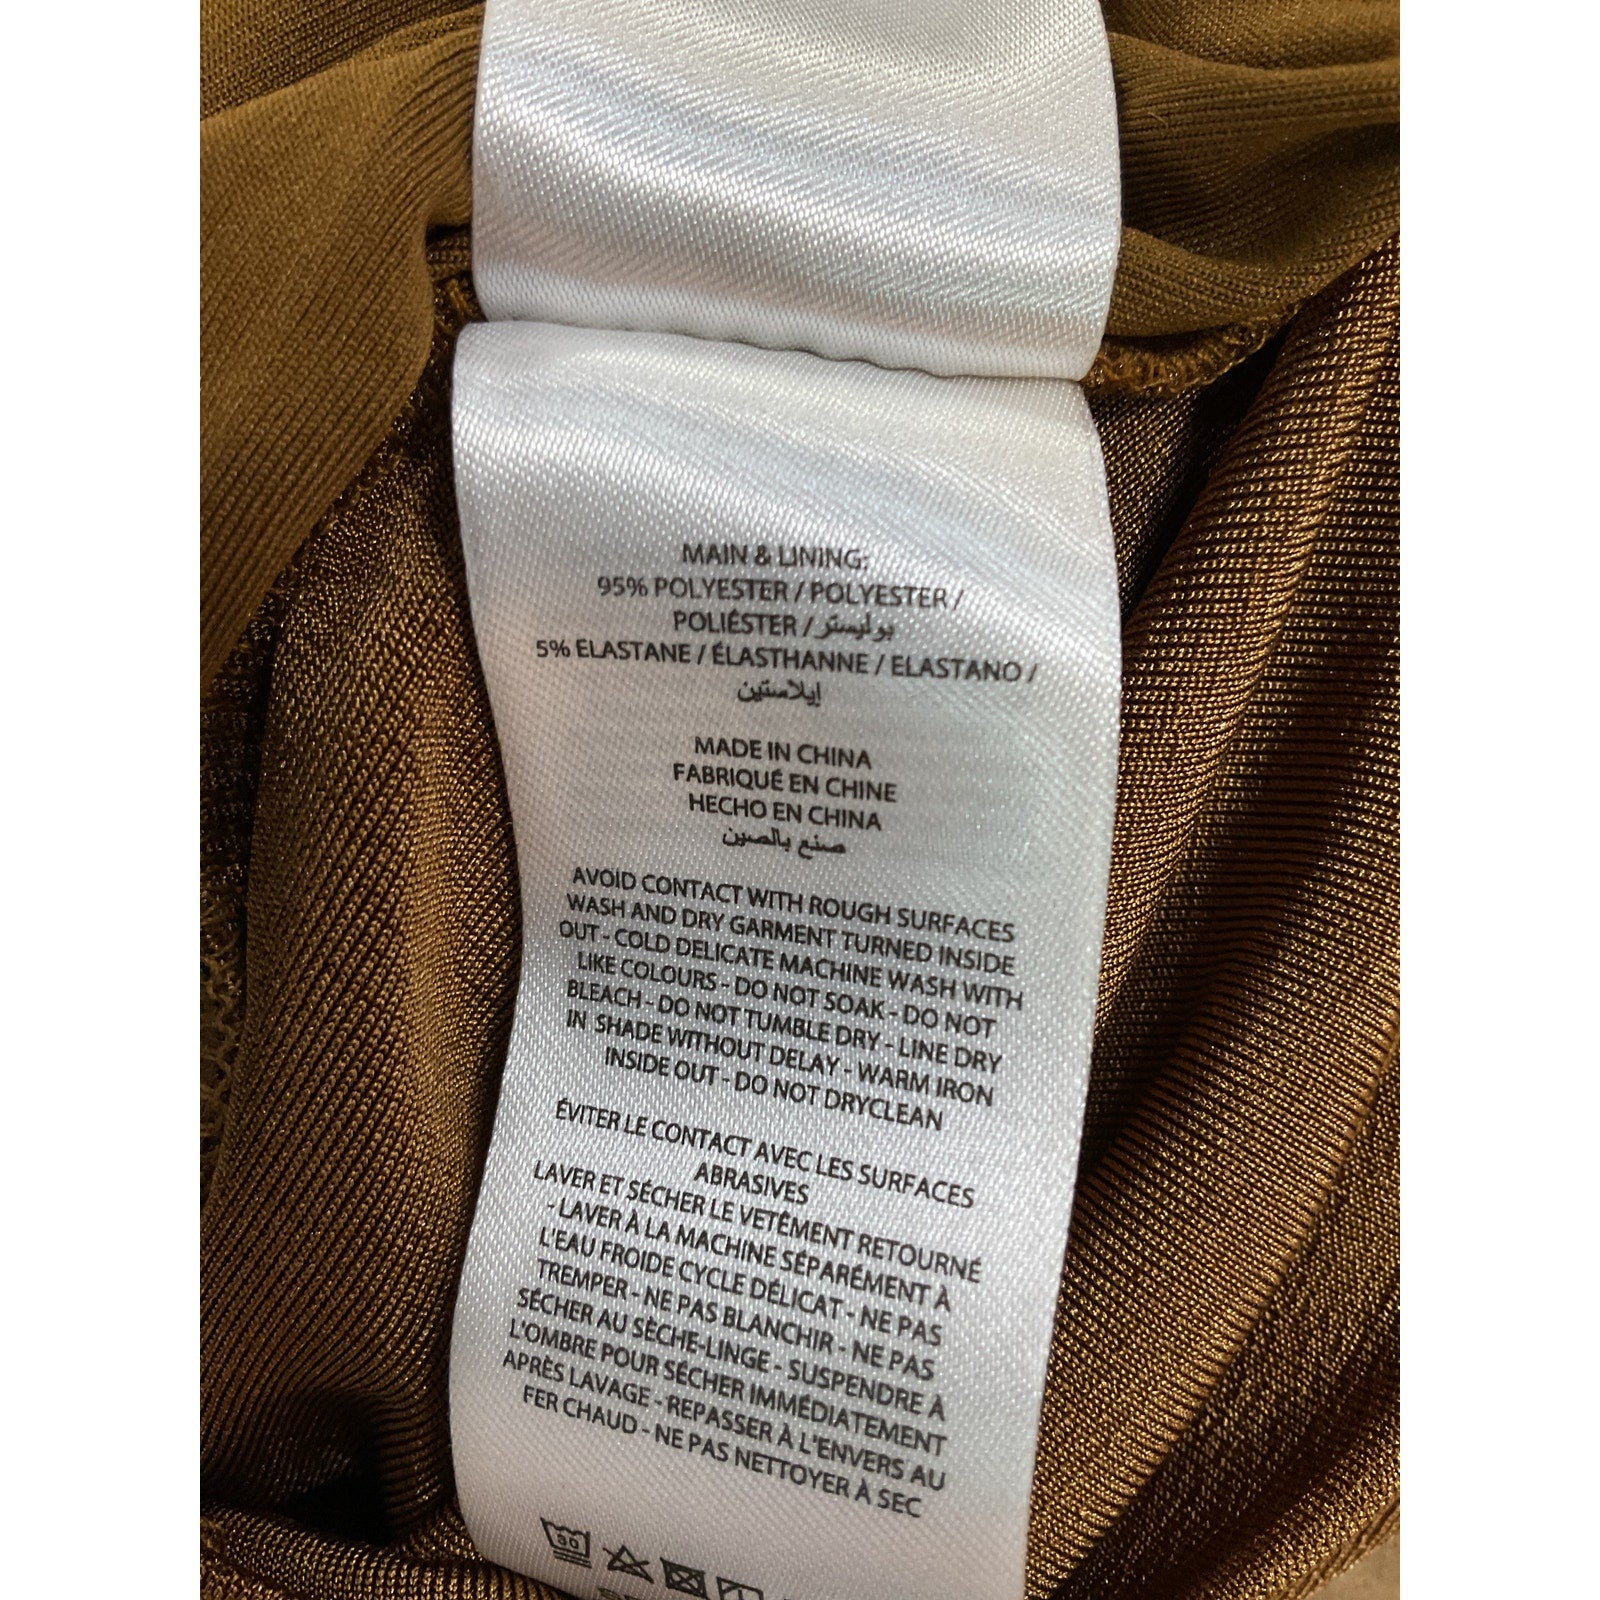 MAIN & LINING:
95% POLYESTER / POLYESTER /
POLIÉSTER / بوليستر
5% ELASTANE / ÉLASTHANNE / ELASTANO /
إيلاستين
MADE IN CHINA
FABRIQUÉ EN CHINE
HECHO EN CHINA
صنع بالصين
AVOID CONTACT WITH ROUGH SURFACES
WASH AND DRY GARMENT TURNED INSIDE
OUT - COLD DELICATE MACHINE WASH WITH
LIKE COLOURS - DO NOT SOAK - DO NOT
BLEACH - DO NOT TUMBLE DRY - LINE DRY
IN SHADE WITHOUT DELAY - WARM IRON
INSIDE OUT - DO NOT DRYCLEAN
ÉVITER LE CONTACT AVEC LES SURFACES
ABRASIVES
LAVER ET SÉCHER LE VETÊMENT RETOURNÉ
- LAVER À LA MACHINE SÉPARÉMENT À
L'EAU FROIDE CYCLE DÉLICAT - NE PAS
TREMPER - NE PAS BLANCHIR - NE PAS
SÉCHER AU SÈCHE-LINGE - SUSPENDRE À
L'OMBRE POUR SÉCHER IMMÉDIATEMENT
APRÈS LAVAGE - REPASSER À L'ENVERS AU
FER CHAUD - NE PAS NETTOYER À SEC
30